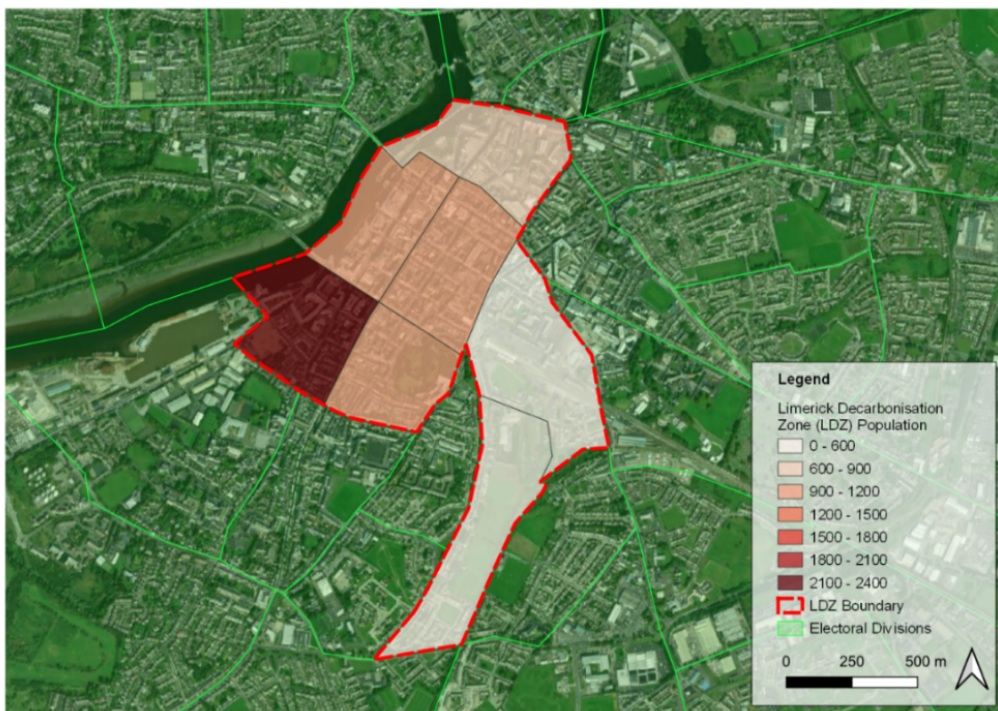 Legend
Limerick Decarbonisation
Zone (LDZ) Population
0 - 600
600 - 900
900 - 1200
1200 - 1500
1500 - 1800
1800 - 2100
2100 - 2400
LDZ Boundary
Electoral Divisions
0 250 500 m